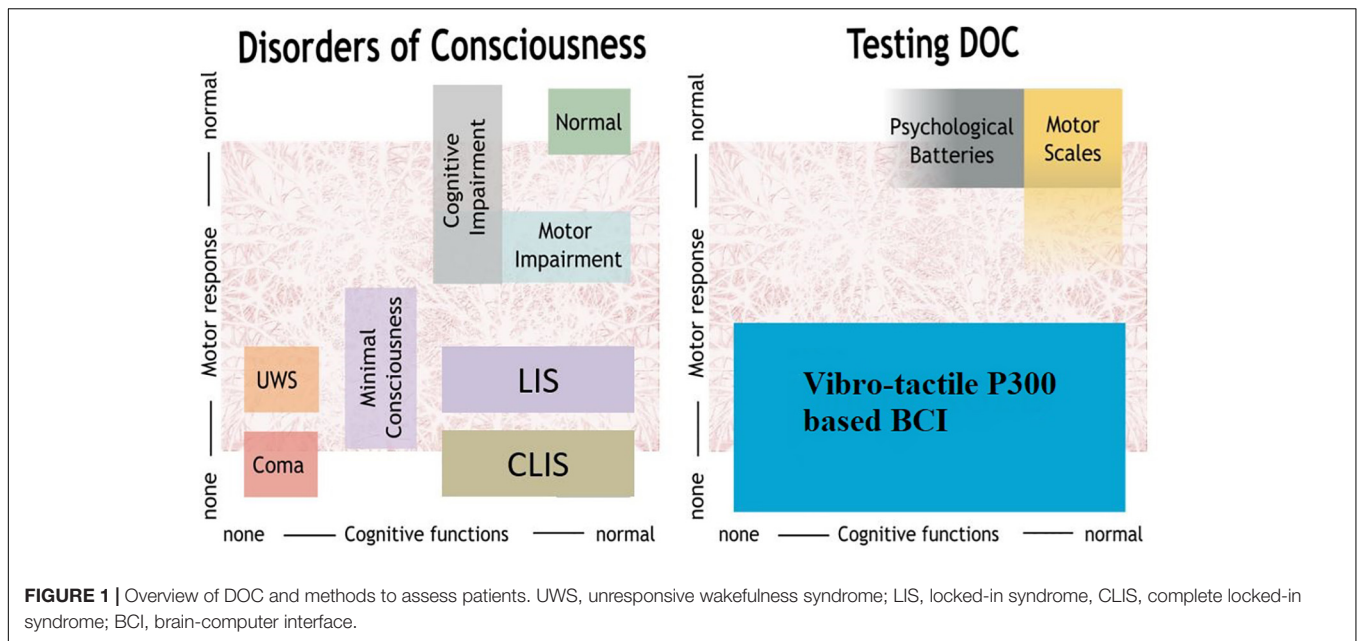 Disorders of Consciousness
normal
Motor response
none
Cognitive
Impairment
Normal
Motor
Impairment
Minimal
Consciousness
UWS
LIS
Coma
CLIS
none
Cognitive functions
normal
Testing DOC
normal
Motor response
none
Psychological
Batteries
Motor
Scales
Vibro-tactile P300
based BCI
none
Cognitive functions
normal
FIGURE 1 | Overview of DOC and methods to assess patients. UWS, unresponsive wakefulness syndrome; LIS, locked-in syndrome, CLIS, complete locked-in
syndrome; BCI, brain-computer interface.